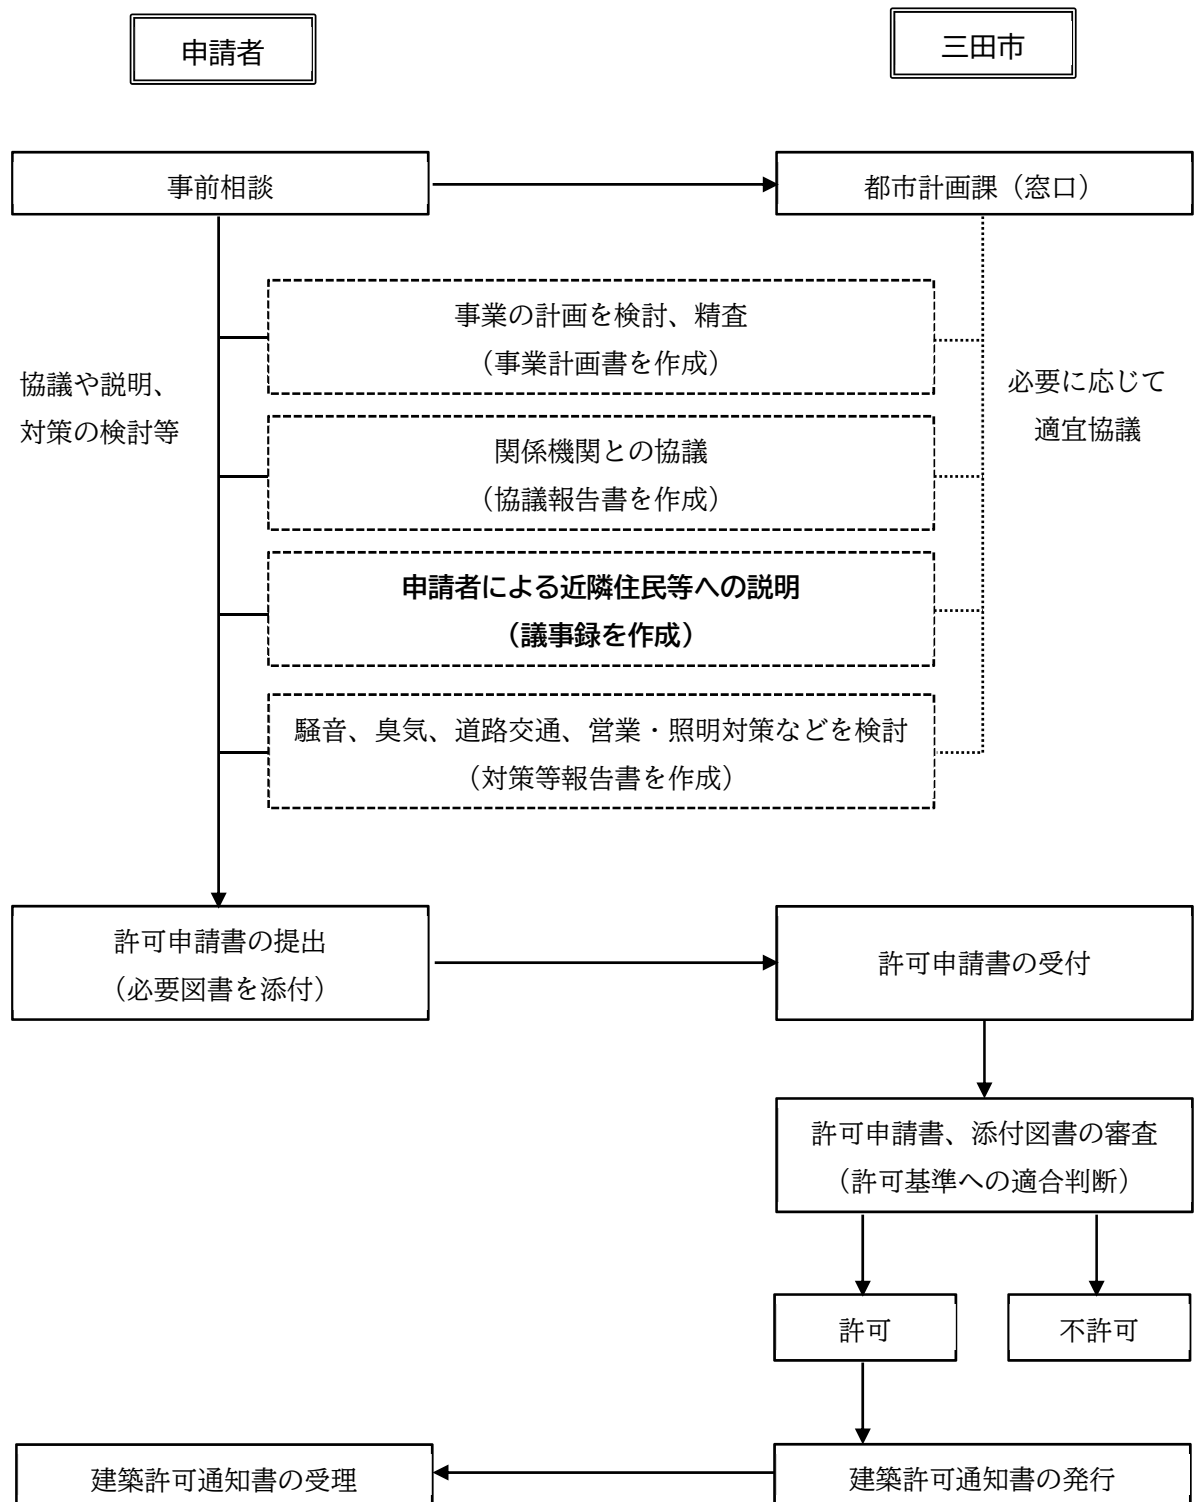 申請者
三田市
事前相談
都市計画課（窓口）
事業の計画を検討、精査
（事業計画書を作成）
協議や説明、
対策の検討等
必要に応じて
適宜協議
関係機関との協議
（協議報告書を作成）
申請者による近隣住民等への説明
（議事録を作成）
騒音、臭気、道路交通、営業・照明対策などを検討
（対策等報告書を作成）
許可申請書の提出
（必要図書を添付）
許可申請書の受付
許可申請書、添付図書の審査
（許可基準への適合判断）
許可
不許可
建築許可通知書の受理
建築許可通知書の発行